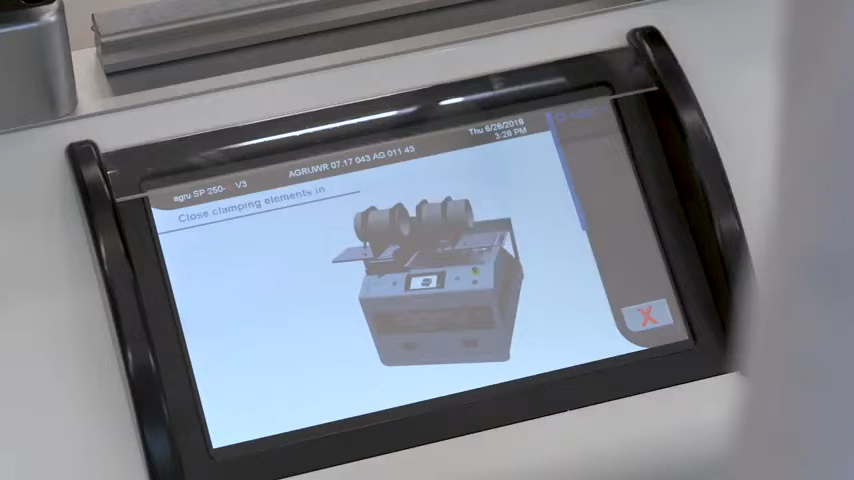 agru SP 250- V3
AGRUWR 07.17 043 AG 011.43
Thu 6/28/2018
3:28 PM
Close clamping elements in
X